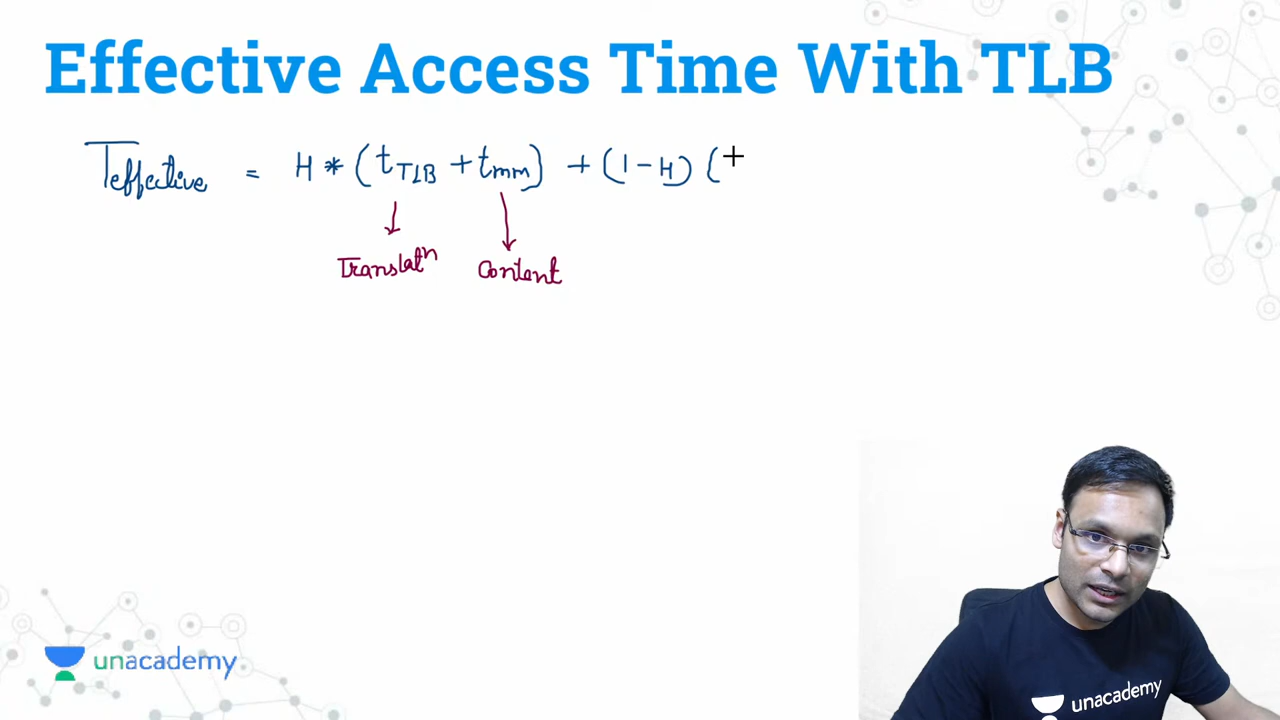 Effective Access Time With TLB
Teffective = H * (tTLB + tmm) + (1 - H) (
Translatⁿ Content
unacademy
unacademy